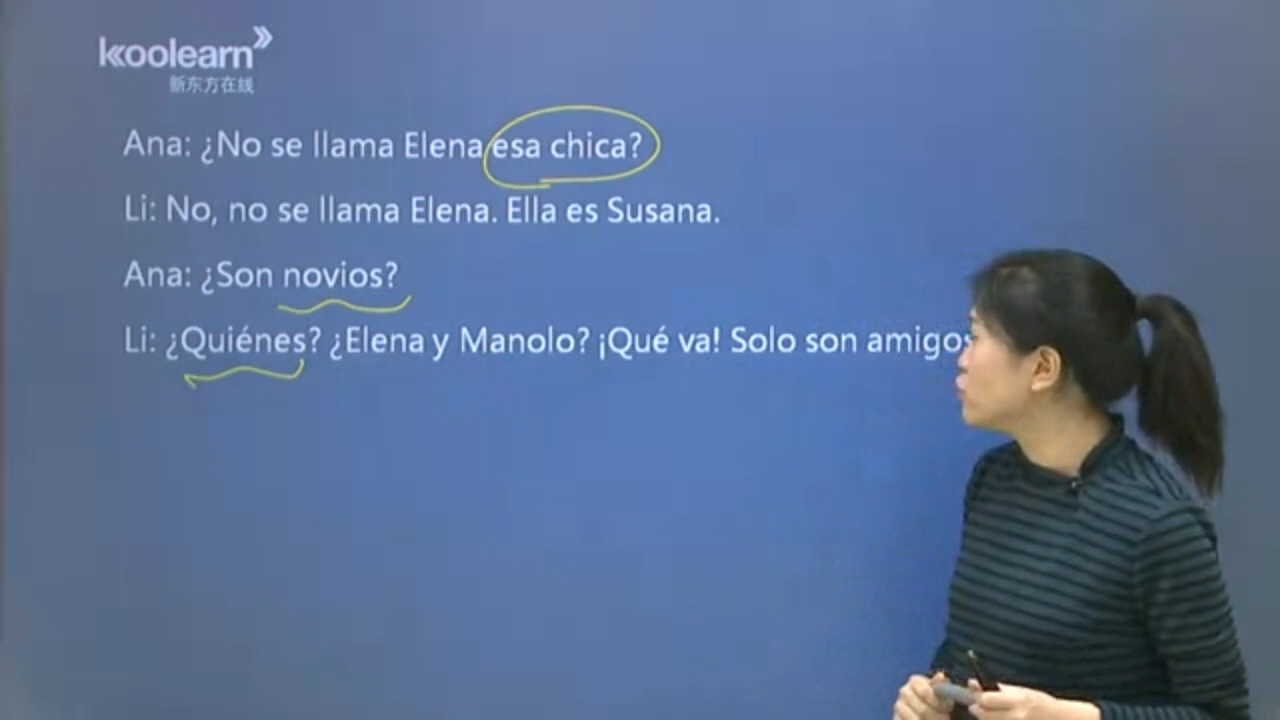 koolearn
新东方在线
Ana: ¿No se llama Elena esa chica?
Li: No, no se llama Elena. Ella es Susana.
Ana: ¿Son novios?
Li: ¿Quiénes? ¿Elena y Manolo? ¡Qué va! Solo son amigos